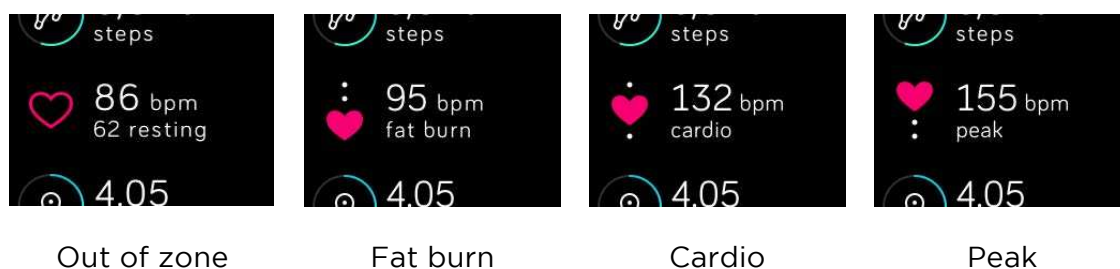 steps
86 bpm
62 resting
4.05
steps
95 bpm
fat burn
4.05
steps
132 bpm
cardio
4.05
steps
155 bpm
peak
4.05
Out of zone
Fat burn
Cardio
Peak